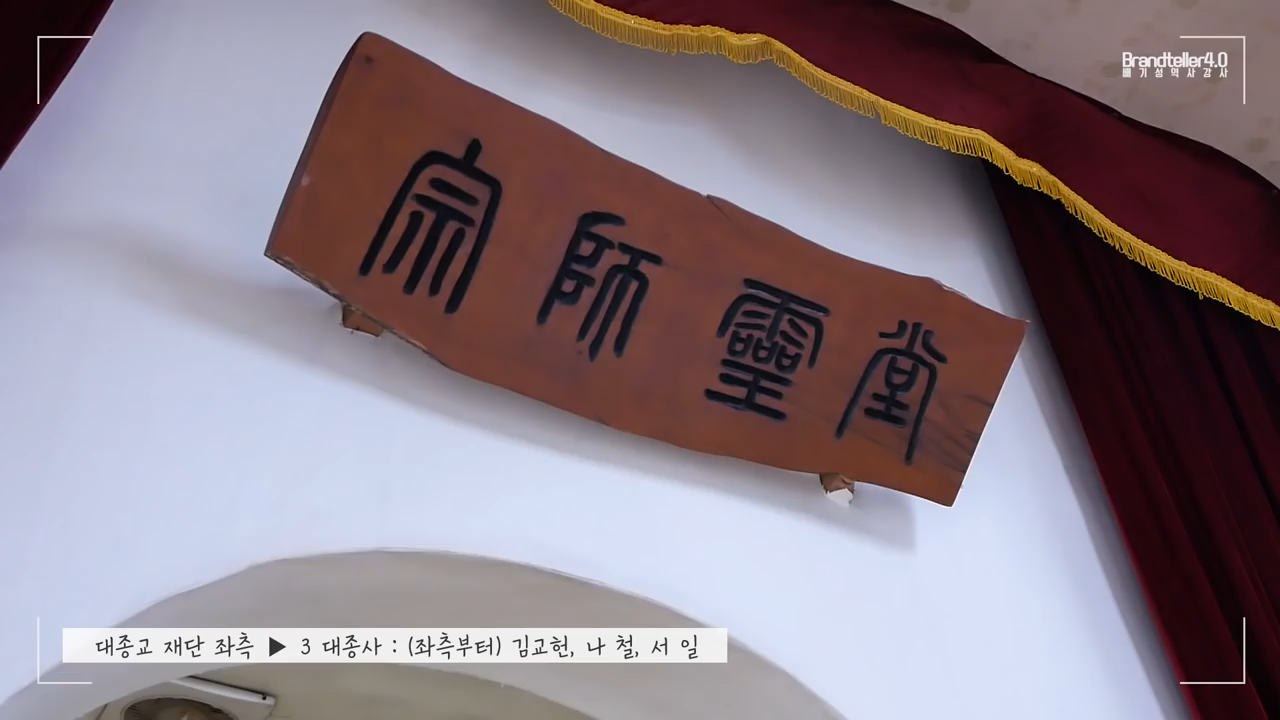 Brandteller4.0
배기성역사강사
宗師靈堂
대종교 재단 좌측 ▶ 3 대종사 : (좌측부터) 김교헌, 나 철, 서 일